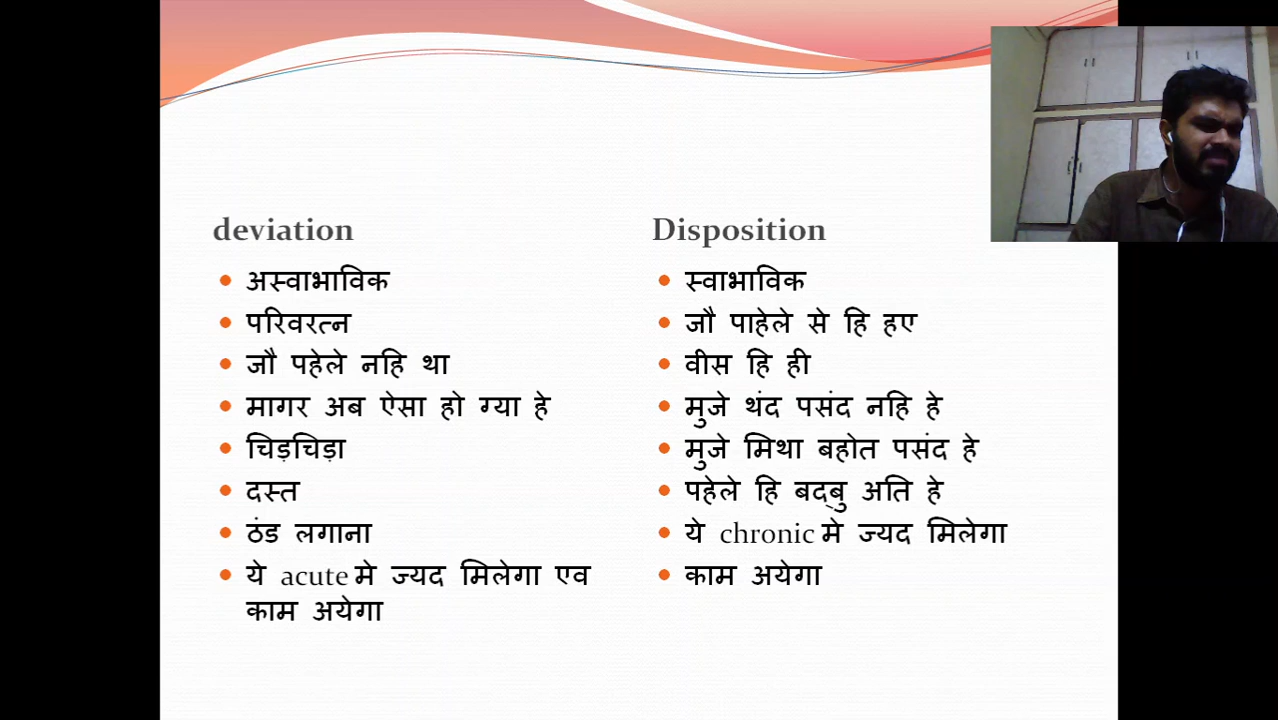 deviation
अस्वाभाविक
परिवरत्न
जौ पहेले नहि था
मागर अब ऐसा हो ग्या हे
चिड़चिड़ा
दस्त
ठंड लगाना
ये acute मे ज्यद मिलेगा एव
काम अयेगा
Disposition
स्वाभाविक
जौ पाहेले से हि हए
वीस हि ही
मुजे थंद पसंद नहि हे
मुजे मिथा बहोत पसंद हे
पहेले हि बद्बु अति हे
ये chronic मे ज्यद मिलेगा
काम अयेगा